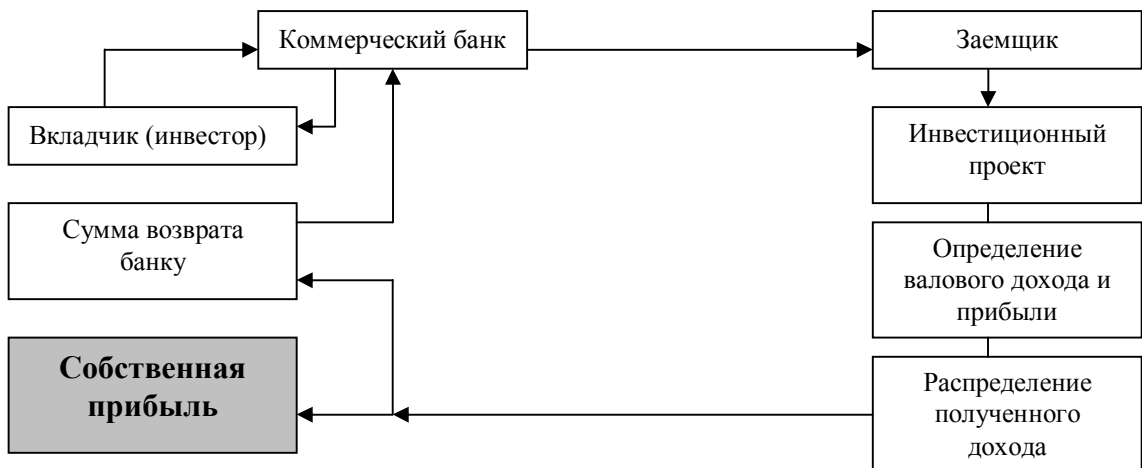 Коммерческий банк
Заемщик
Вкладчик (инвестор)
Инвестиционный
проект
Сумма возврата
банку
Определение
валового дохода и
прибыли
Собственная
прибыль
Распределение
полученного
дохода